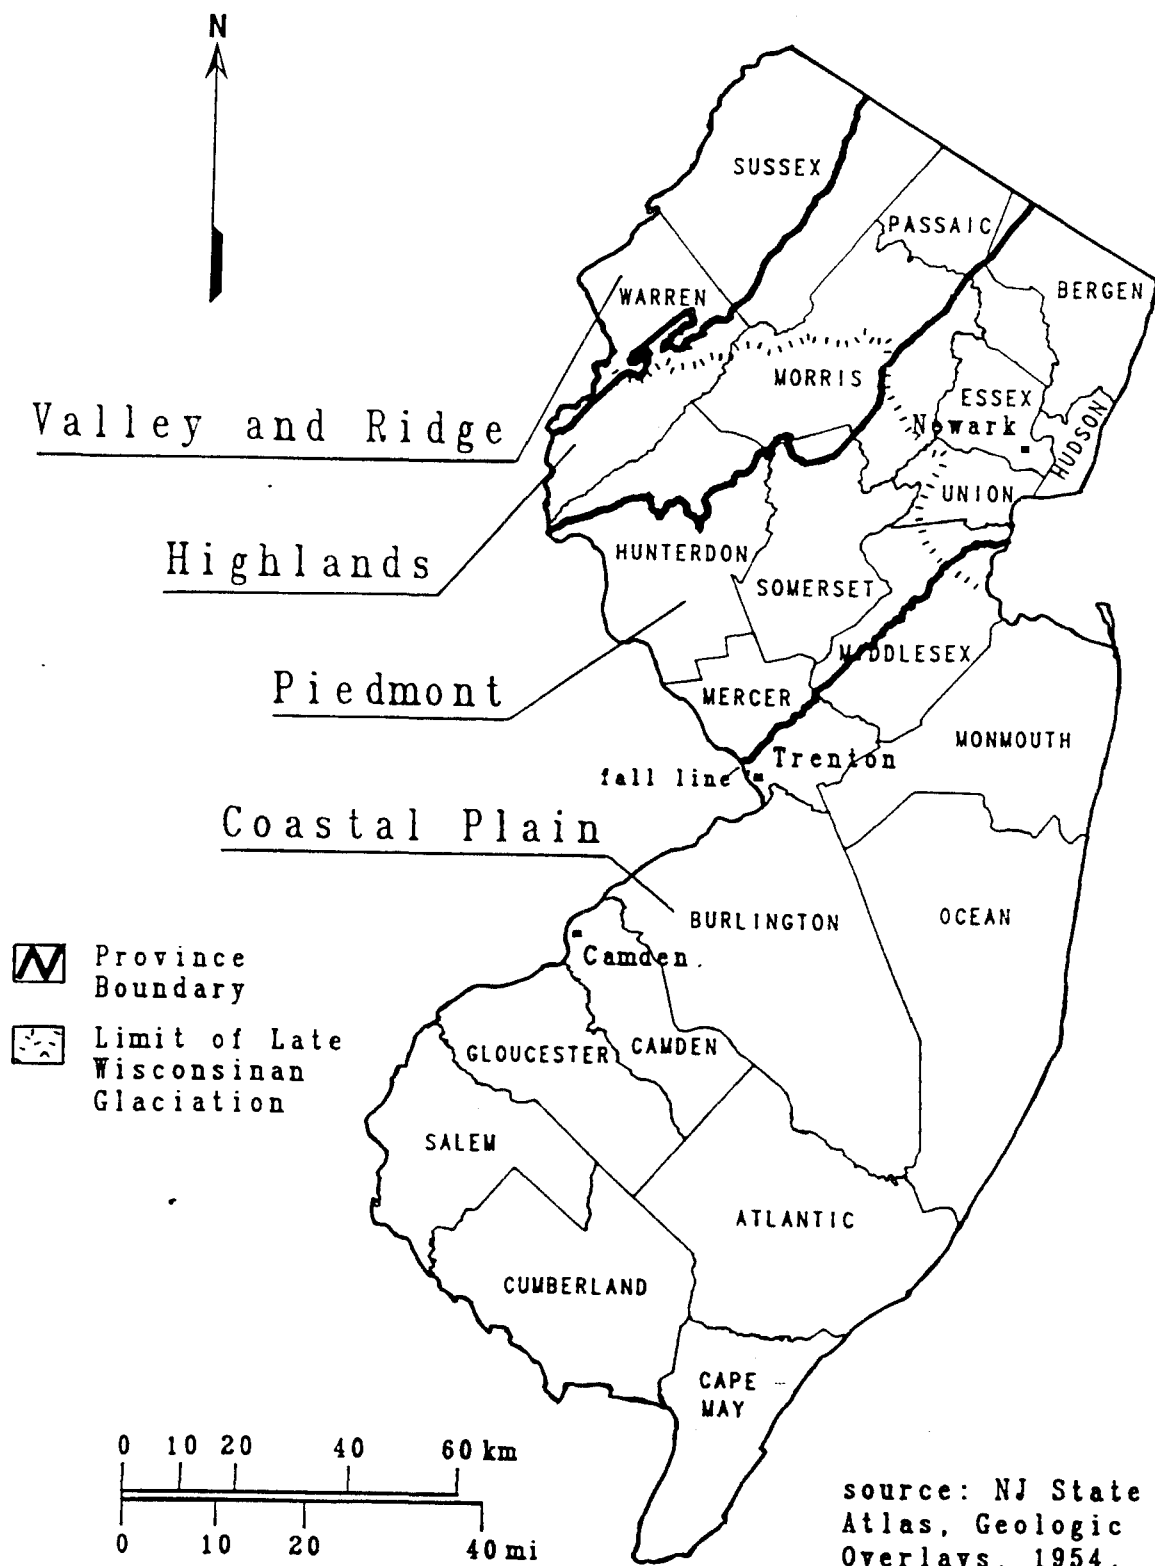 N
SUSSEX
PASSAIC
BERGEN
WARREN
MORRIS
ESSEX
Newark
HUDSON
Valley and Ridge
UNION
Highlands
HUNTERDON
SOMERSET
MIDDLESEX
Piedmont
MERCER
MONMOUTH
Trenton
fall line
Coastal Plain
BURLINGTON
OCEAN
Camden
Province
Boundary
Limit of Late
Wisconsinan
Glaciation
GLOUCESTER
CAMDEN
SALEM
ATLANTIC
CUMBERLAND
CAPE
MAY
0 10 20 40 60 km
0 10 20 40 mi
source: NJ State
Atlas, Geologic
Overlays, 1954.